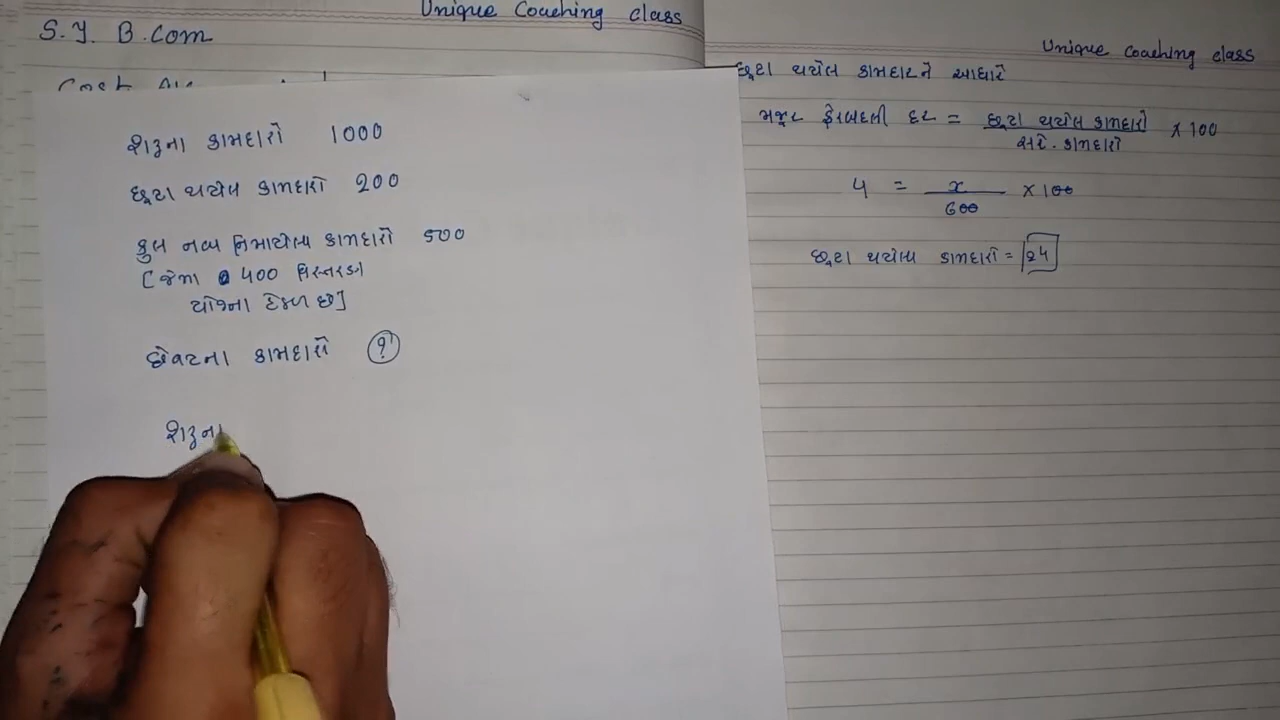 Unique Coaching class
S.Y. B.Com
શરૂના કામદારો 1000
છૂટા થયેલ કામદારો 200
કુલ નવા નિમાયેલા કામદારો 500
[જેમાં 400 વિસ્તરણ
યોજના હેઠળ છે]
છેવટના કામદારો ?
શરૂના
Unique Coaching class
છૂટા થયેલ કામદારને આધારે
મજૂર ફેરબદલી દર = છૂટા થયેલ કામદારો × 100
સરે. કામદારો
4 = x × 100
600
છૂટા થયેલા કામદારો = 24